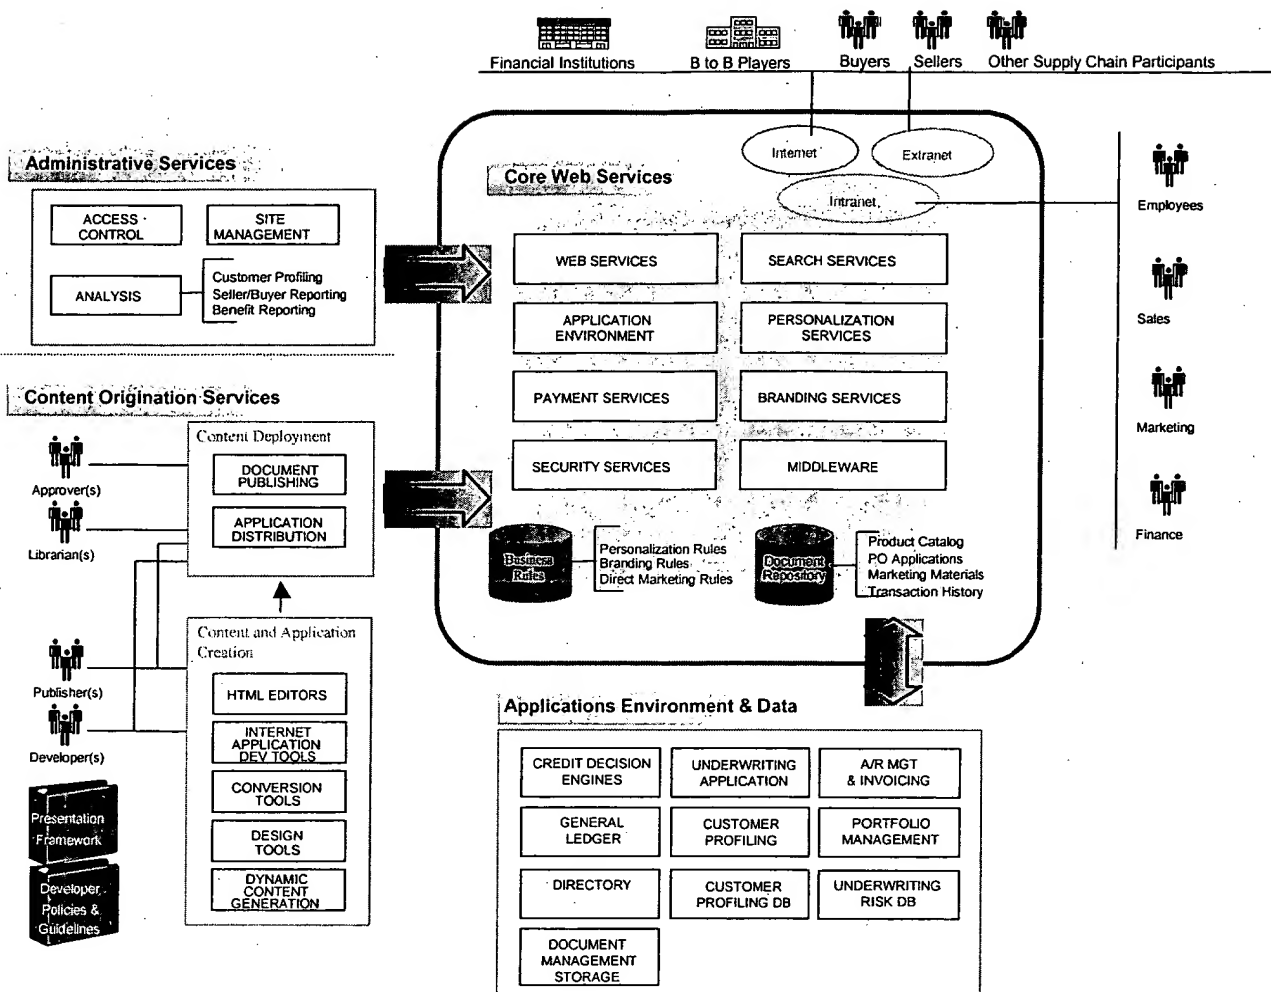 Financial Institutions
B to B Players
Buyers
Sellers
Other Supply Chain Participants
Administrative Services
ACCESS
CONTROL
SITE
MANAGEMENT
ANALYSIS
Customer Profiling
Seller/Buyer Reporting
Benefit Reporting
Core Web Services
Internet
Extranet
Intranet
WEB SERVICES
SEARCH SERVICES
APPLICATION
ENVIRONMENT
PERSONALIZATION
SERVICES
PAYMENT SERVICES
BRANDING SERVICES
SECURITY SERVICES
MIDDLEWARE
Business
Rules
Personalization Rules
Branding Rules
Direct Marketing Rules
Document
Repository
Product Catalog
PO Applications
Marketing Materials
Transaction History
Employees
Sales
Marketing
Finance
Content Origination Services
Approver(s)
Librarian(s)
Content Deployment
DOCUMENT
PUBLISHING
APPLICATION
DISTRIBUTION
Publisher(s)
Developer(s)
Content and Application
Creation
HTML EDITORS
INTERNET
APPLICATION
DEV TOOLS
CONVERSION
TOOLS
DESIGN
TOOLS
DYNAMIC
CONTENT
GENERATION
Presentation
Framework
Developer
Policies &
Guidelines
Applications Environment & Data
CREDIT DECISION
ENGINES
UNDERWRITING
APPLICATION
A/R MGT
& INVOICING
GENERAL
LEDGER
CUSTOMER
PROFILING
PORTFOLIO
MANAGEMENT
DIRECTORY
CUSTOMER
PROFILING DB
UNDERWRITING
RISK DB
DOCUMENT
MANAGEMENT
STORAGE